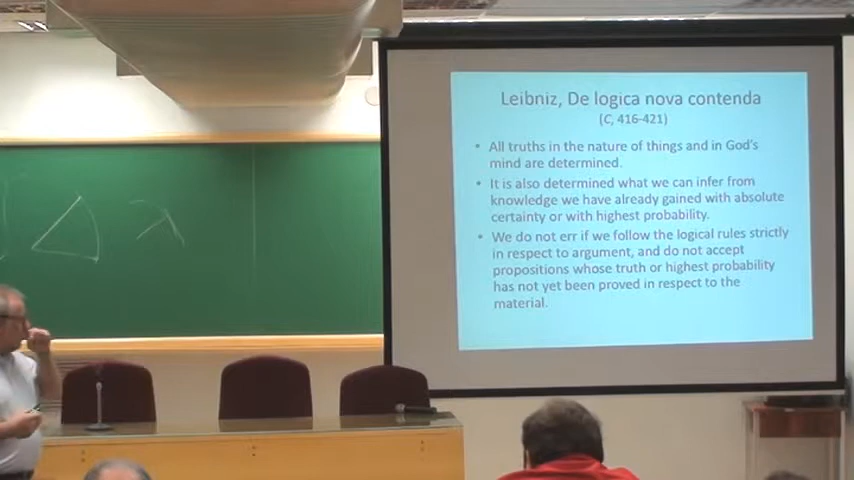 Leibniz, De logica nova contenda
(C, 416-421)
• All truths in the nature of things and in God's
mind are determined.
• It is also determined what we can infer from
knowledge we have already gained with absolute
certainty or with highest probability.
• We do not err if we follow the logical rules strictly
in respect to argument, and do not accept
propositions whose truth or highest probability
has not yet been proved in respect to the
material.